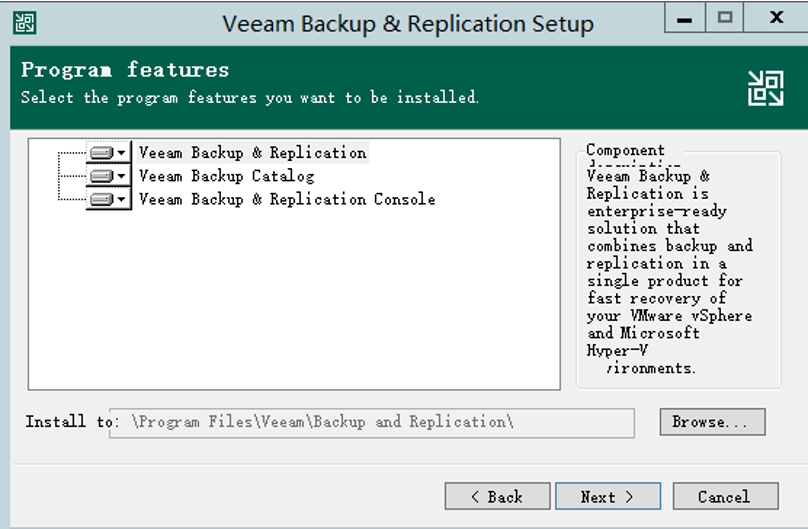 Veeam Backup & Replication Setup
Program features
Select the program features you want to be installed.
Veeam Backup & Replication
Veeam Backup Catalog
Veeam Backup & Replication Console
Component
Veeam Backup &
Replication is
enterprise-ready
solution that
combines backup and
replication in a
single product for
fast recovery of
your VMware vSphere
and Microsoft
Hyper-V
ironments.
Install to: \Program Files\Veeam\Backup and Replication\
Browse...
< Back
Next >
Cancel